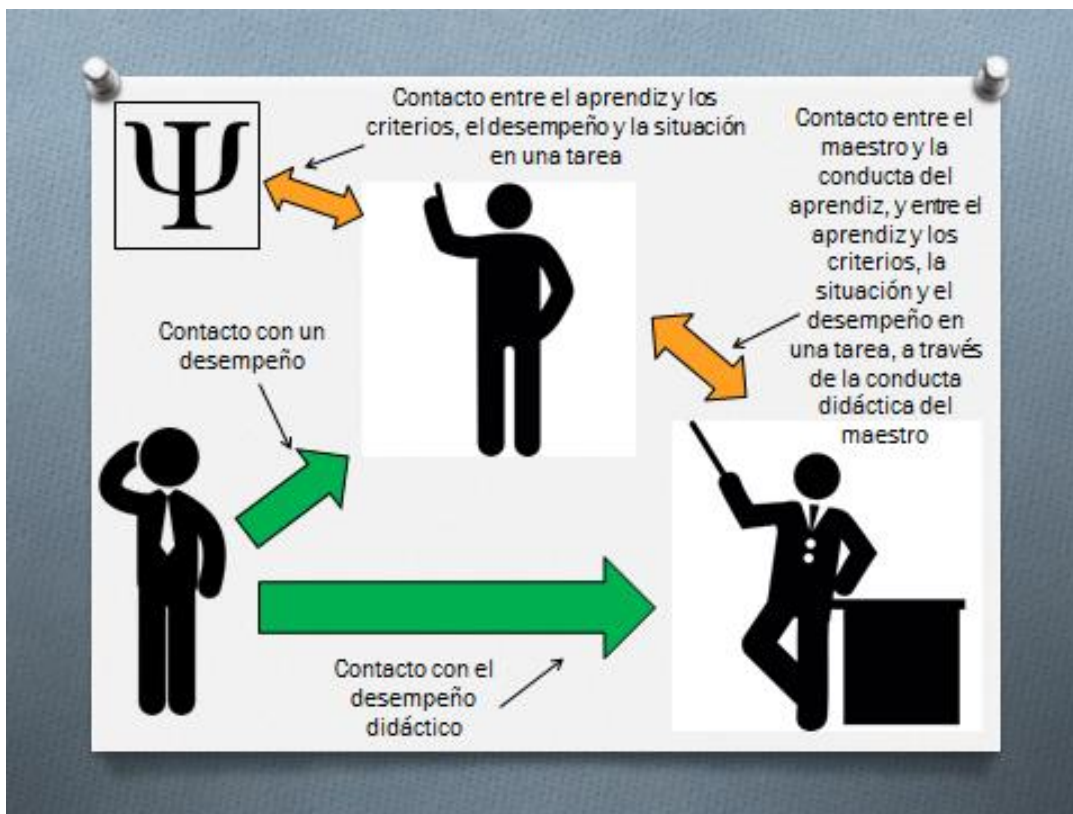 Ψ
Contacto entre el aprendiz y los
criterios, el desempeño y la situación
en una tarea
Contacto entre el
maestro y la
conducta del
aprendiz, y entre el
aprendiz y los
criterios, la
situación y el
desempeño en
una tarea, a través
de la conducta
didáctica del
maestro
Contacto con un
desempeño
Contacto con el
desempeño
didáctico